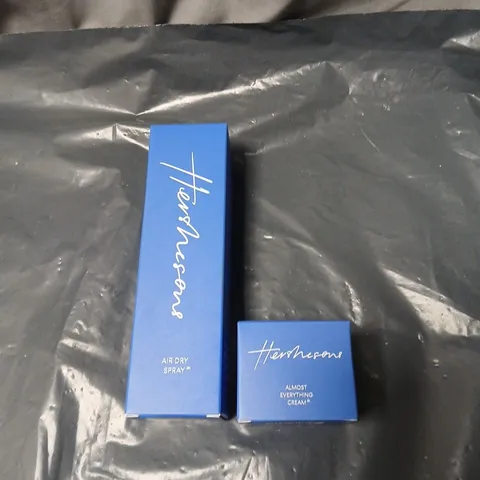 Hershesons
AIR DRY
SPRAY
Hershesons
ALMOST
EVERYTHING
CREAM